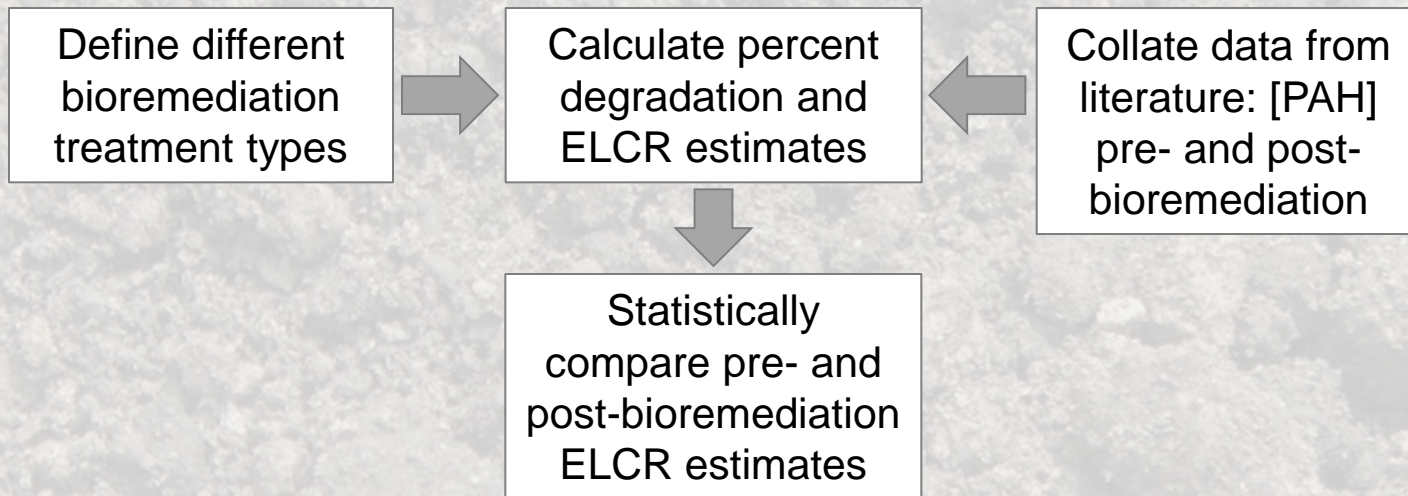 Define different
bioremediation
treatment types
Calculate percent
degradation and
ELCR estimates
Collate data from
literature: [PAH]
pre- and post-
bioremediation
Statistically
compare pre- and
post-bioremediation
ELCR estimates